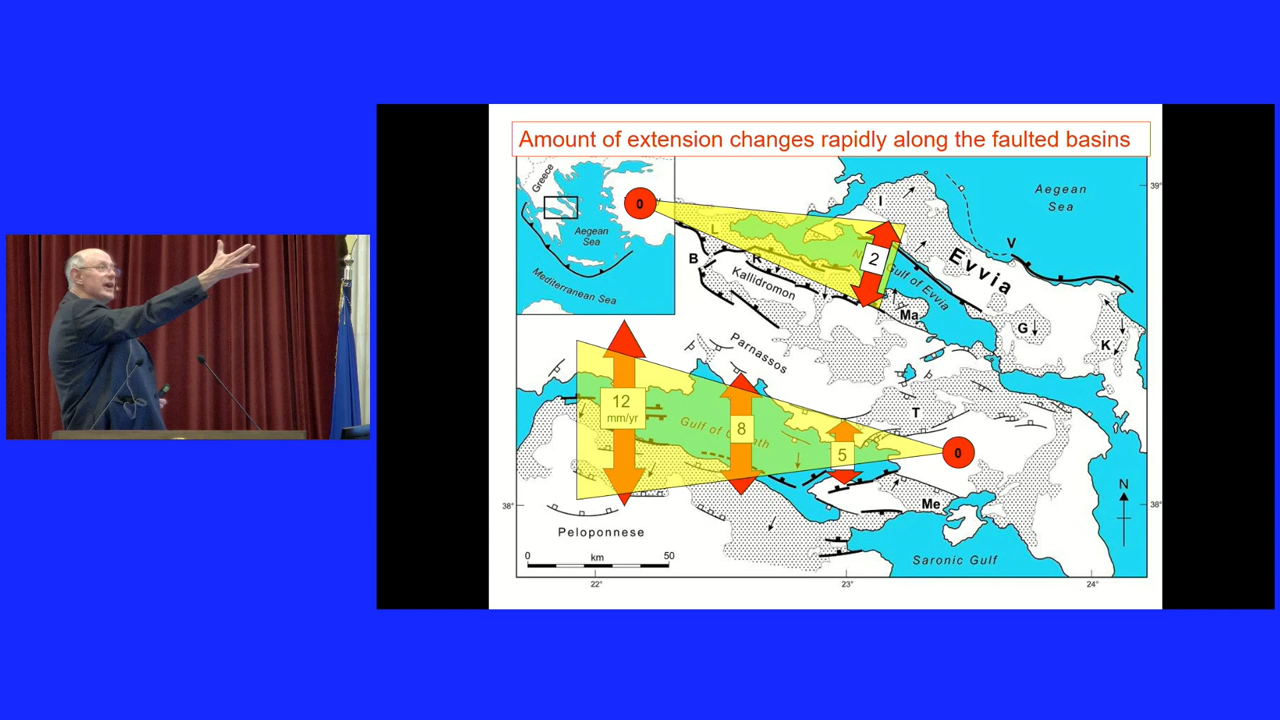 Amount of extension changes rapidly along the faulted basins
Greece
Aegean
Sea
Mediterranean Sea
0
39°
Aegean
Sea
I
L
V
B
R
2
Evvia
Kallidromon
Gulf of Evvia
Ma
G
K
Parnassos
12
mm/yr
8
5
0
T
Gulf of
Me
N
38°
38°
Peloponnese
0
km
50
Saronic Gulf
22°
23°
24°